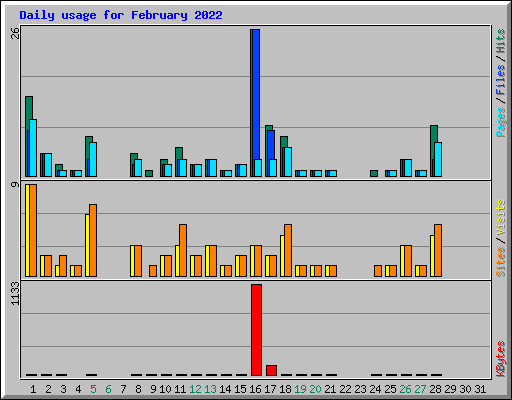 Daily usage for February 2022
26
Pages / Files / Hits
9
Sites / Visits
1133
KBytes
1 2 3 4 5 6 7 8 9 10 11 12 13 14 15 16 17 18 19 20 21 22 23 24 25 26 27 28 29 30 31